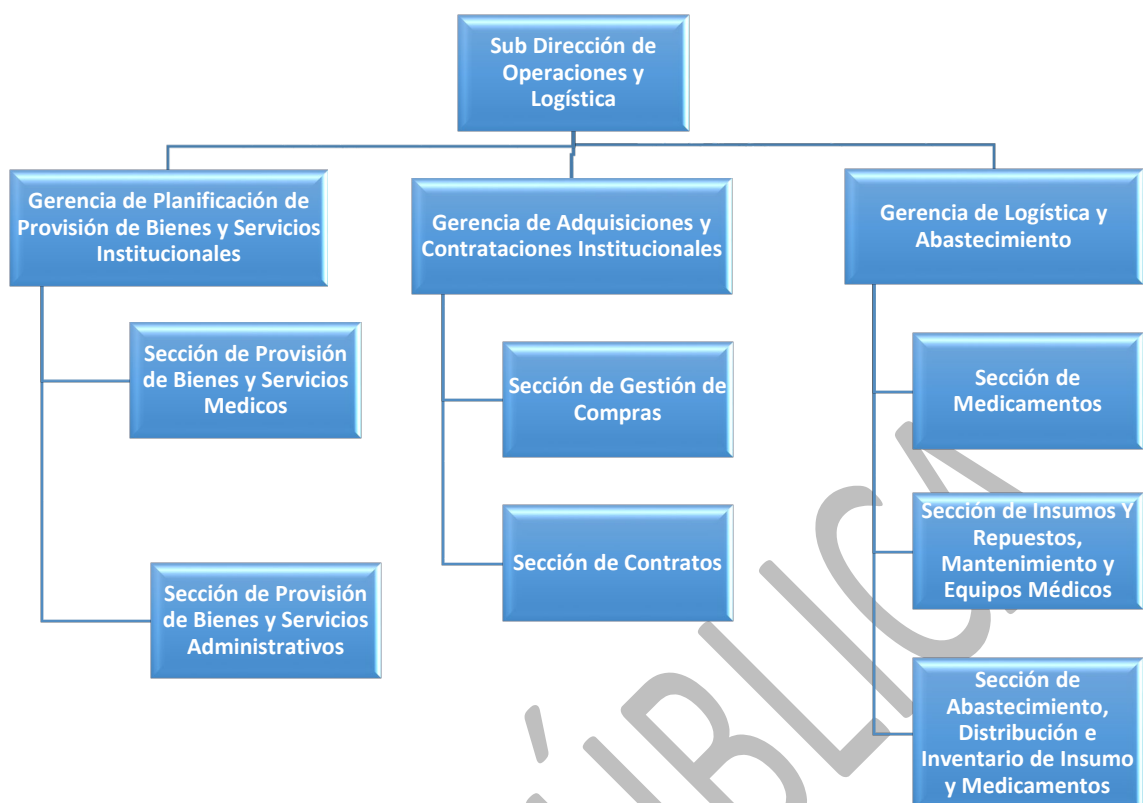 Sub Dirección de
Operaciones y
Logística
Gerencia de Planificación de
Provisión de Bienes y Servicios
Institucionales
Gerencia de Adquisiciones y
Contrataciones Institucionales
Gerencia de Logística y
Abastecimiento
Sección de Provisión
de Bienes y Servicios
Medicos
Sección de Provisión
de Bienes y Servicios
Administrativos
Sección de Gestión de
Compras
Sección de Contratos
Sección de
Medicamentos
Sección de Insumos Y
Repuestos,
Mantenimiento y
Equipos Médicos
Sección de
Abastecimiento,
Distribución e
Inventario de Insumo
y Medicamentos
ÚBLICA